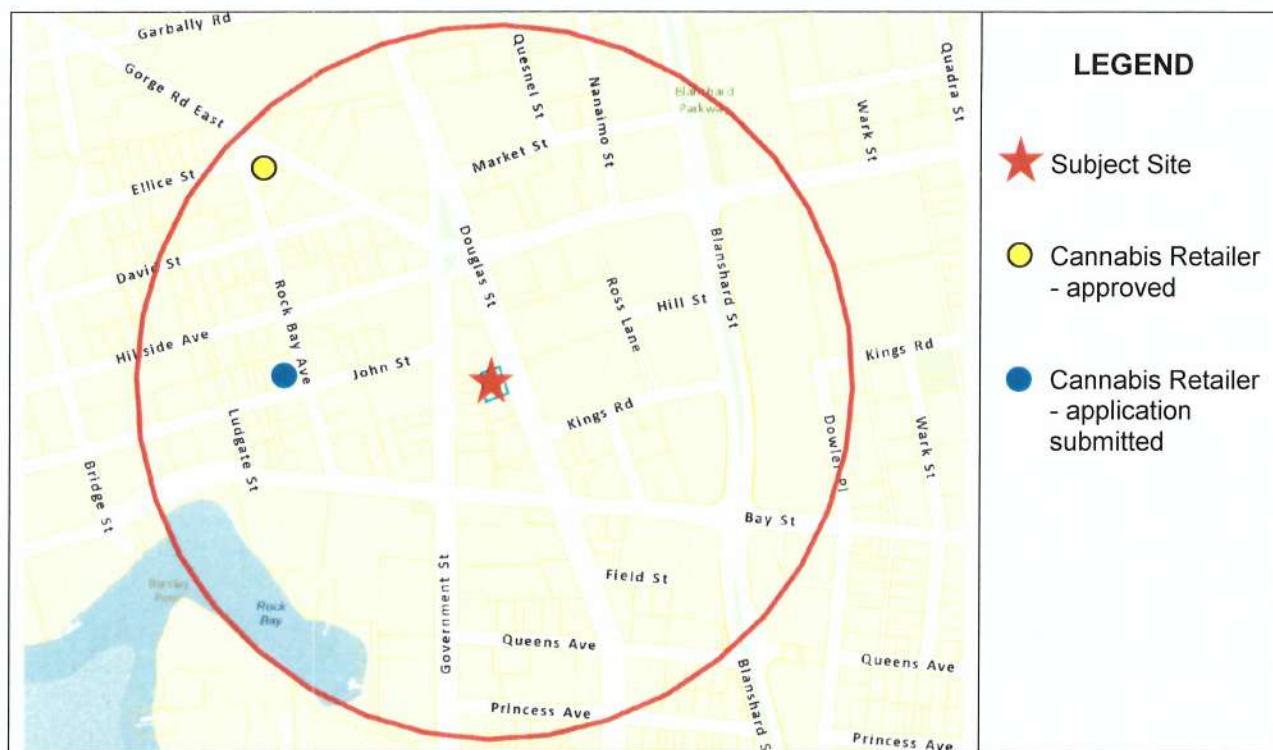 Garbally Rd
Gorge Rd East
Quesnel St
Nanaimo St
Blanshard
Parkway
Quadra St
Wark St
Market St
Ellice St
David St
Douglas St
Blanshard St
Rock Bay Ave
Ross Lane
Hill St
Hillside Ave
John St
Kings Rd
Kings Rd
Ludgate St
Dowler Pl
Wark St
Bridge St
Bay St
Government St
Field St
Rock
Bay
Queens Ave
Queens Ave
Blanshard S
Princess Ave
Princess Ave
LEGEND
Subject Site
Cannabis Retailer
- approved
Cannabis Retailer
- application
submitted